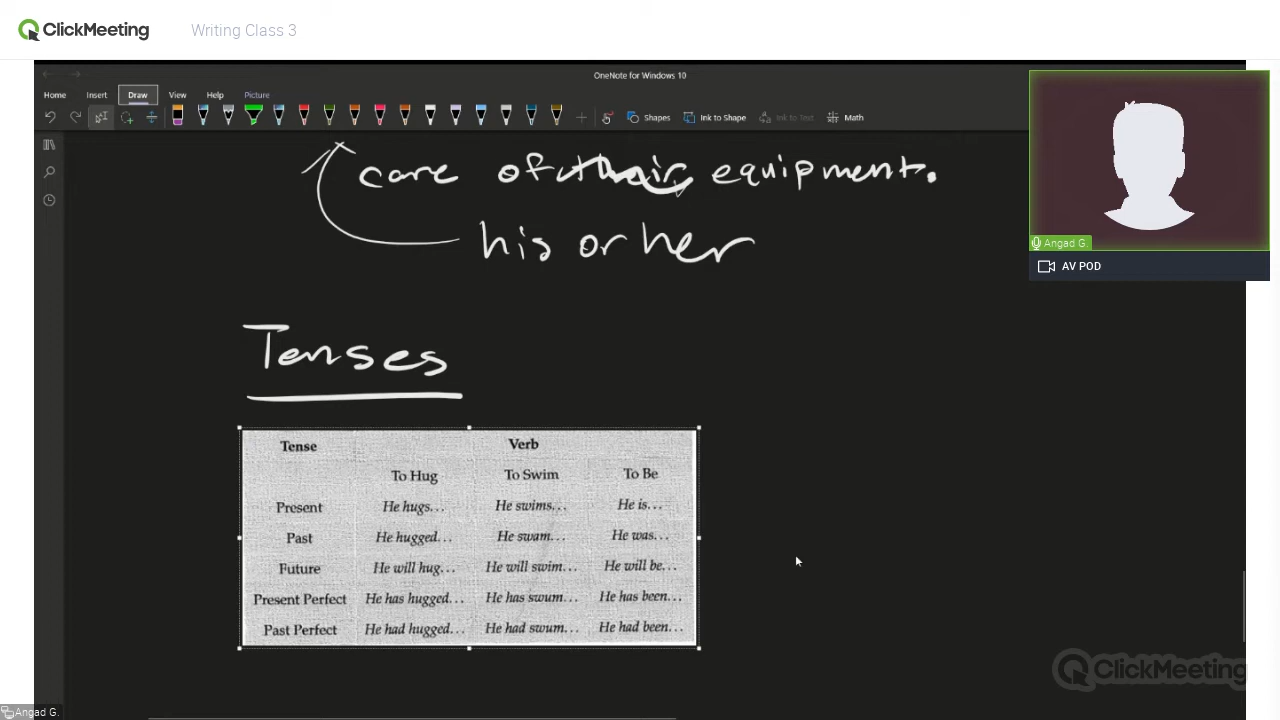 ClickMeeting Writing Class 3
OneNote for Windows 10
Home Insert Draw View Help Picture
Shapes Ink to Shape Ink to Text Math
care of their equipment.
his or her
Tenses
Tense Verb
To Hug To Swim To Be
Present He hugs... He swims... He is...
Past He hugged... He swam... He was...
Future He will hug... He will swim... He will be...
Present Perfect He has hugged... He has swum... He has been...
Past Perfect He had hugged... He had swum... He had been...
Angad G.
AV POD
ClickMeeting
Angad G.